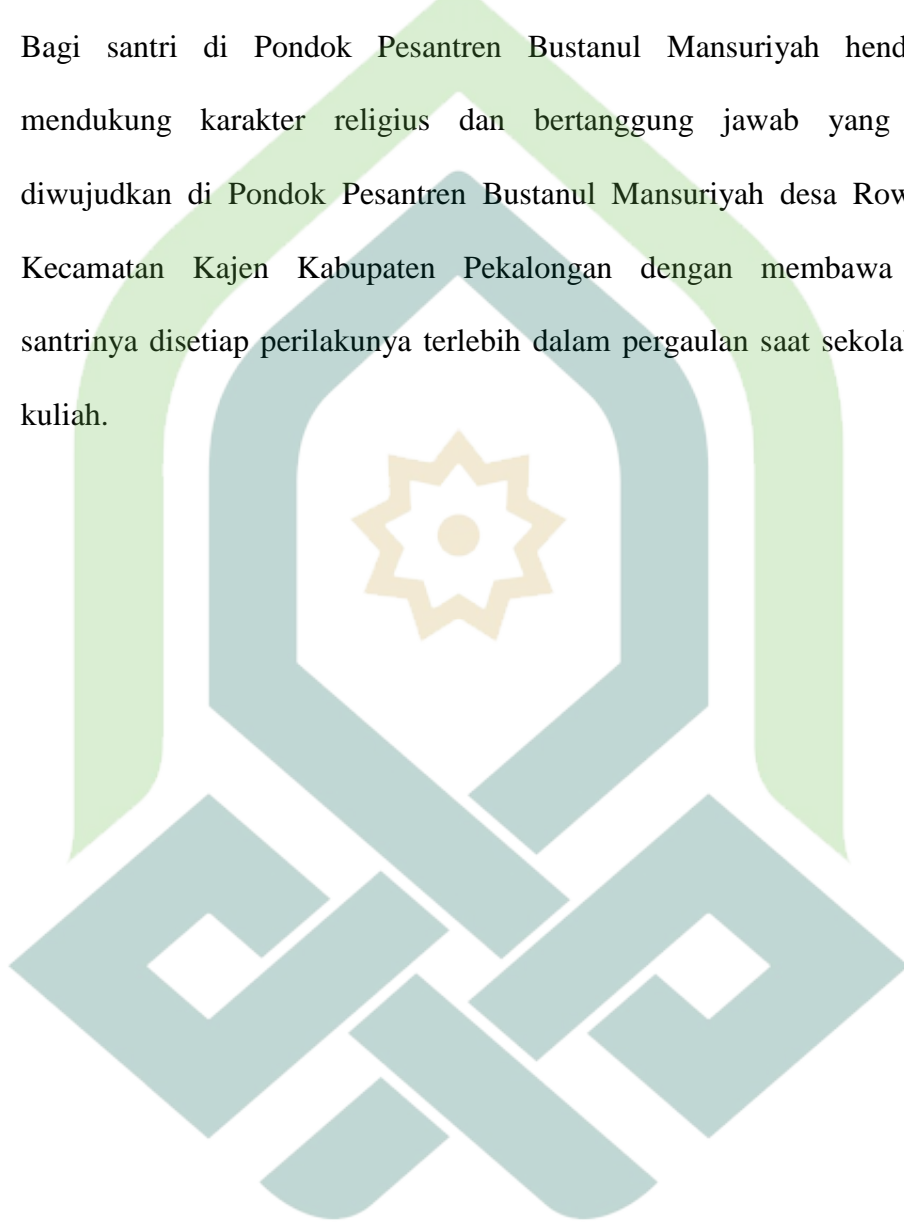 Bagi santri di Pondok Pesantren Bustanul Mansuriyah
mendukung karakter religius dan bertanggung jawab yang
diwujudkan di Pondok Pesantren Bustanul Mansuriyah desa
Kecamatan Kajen Kabupaten Pekalongan dengan membawa
santrinya disetiap perilakunya terlebih dalam pergaulan saat
kuliah.